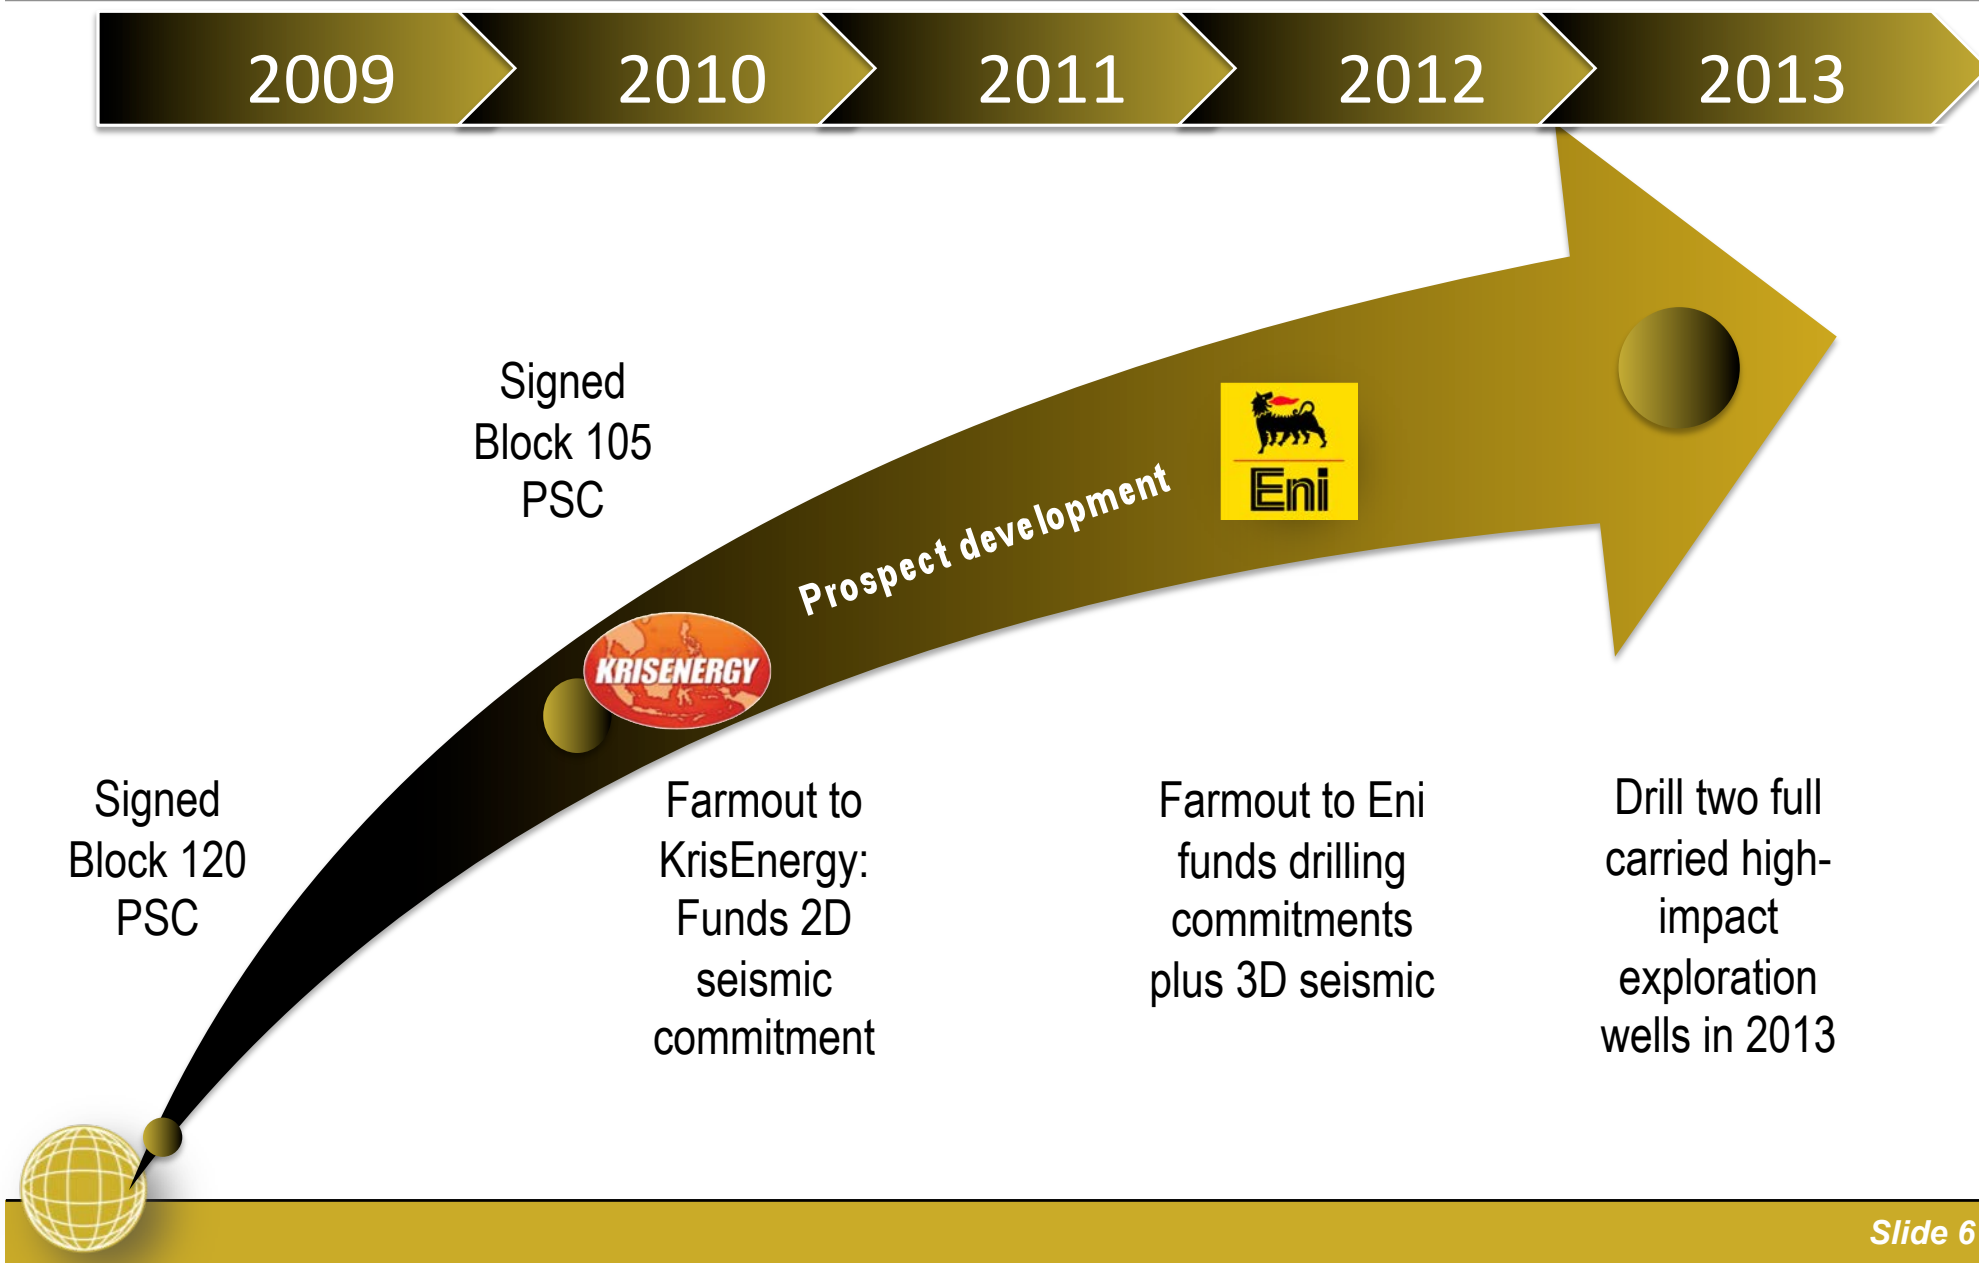 2009
2010
2011
2012
2013
Signed
Block 105
PSC
Eni
Prospect development
KRISENERGY
Signed
Block 120
PSC
Farmout to
KrisEnergy:
Funds 2D
seismic
commitment
Farmout to Eni
funds drilling
commitments
plus 3D seismic
Drill two full
carried high-
impact
exploration
wells in 2013
Slide 6